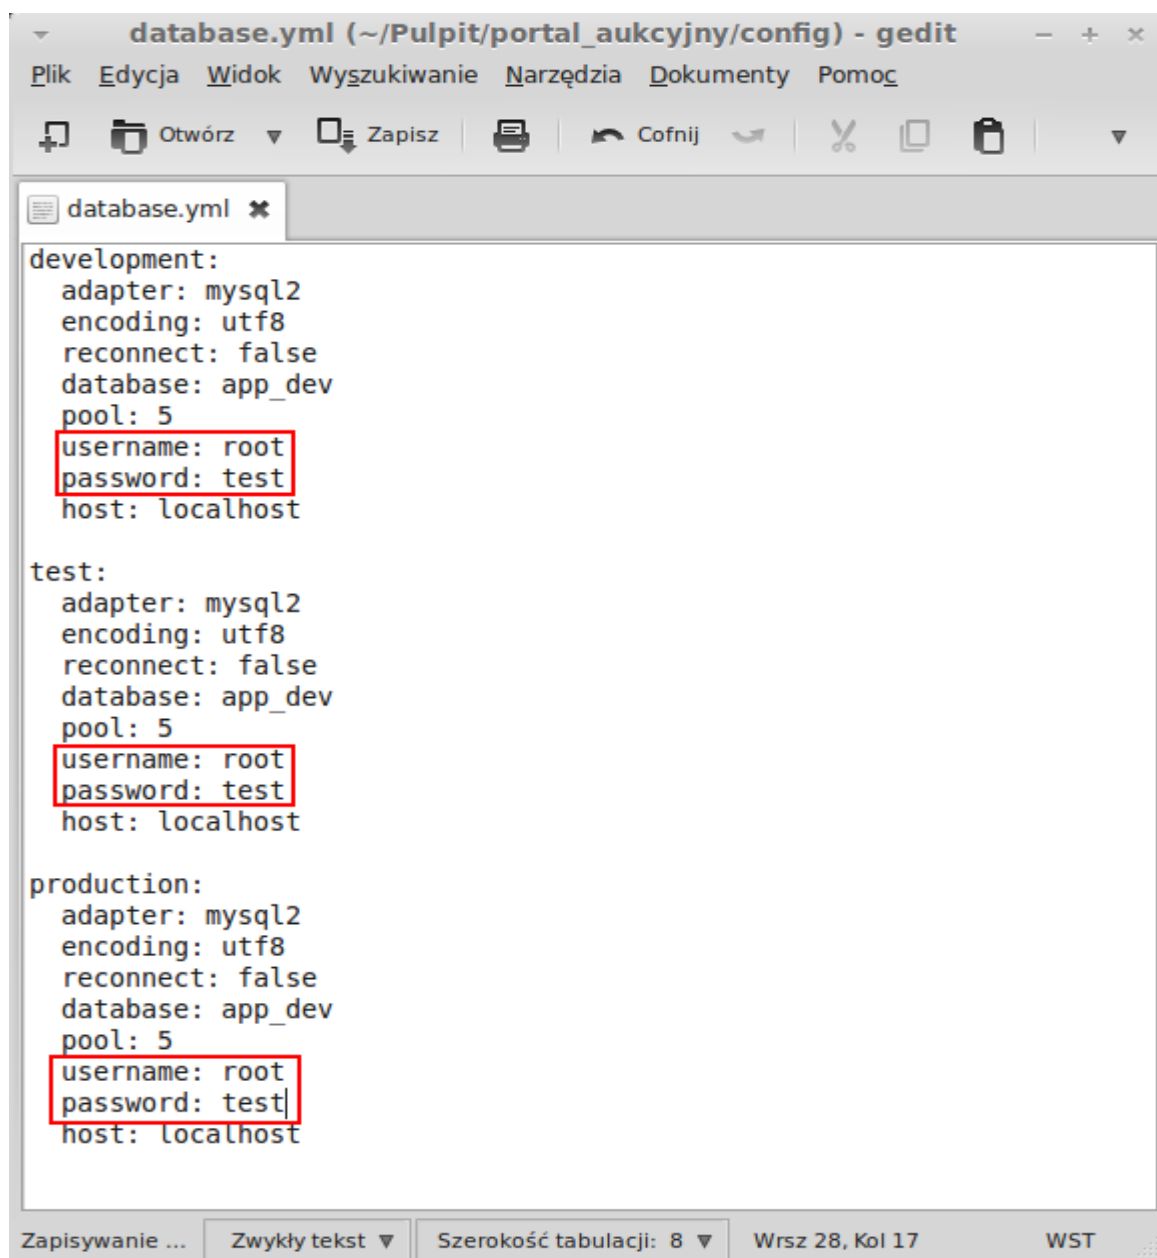 database.yml (~/Pulpit/portal_aukcyjny/config) - gedit
Plik Edycja Widok Wyszukiwanie Narzędzia Dokumenty Pomoc
Otwórz Zapisz Cofnij
database.yml
development:
  adapter: mysql2
  encoding: utf8
  reconnect: false
  database: app_dev
  pool: 5
  username: root
  password: test
  host: localhost

test:
  adapter: mysql2
  encoding: utf8
  reconnect: false
  database: app_dev
  pool: 5
  username: root
  password: test
  host: localhost

production:
  adapter: mysql2
  encoding: utf8
  reconnect: false
  database: app_dev
  pool: 5
  username: root
  password: test
  host: localhost
Zapisywanie ... Zwykły tekst Szerokość tabulacji: 8 Wrsz 28, Kol 17 WST